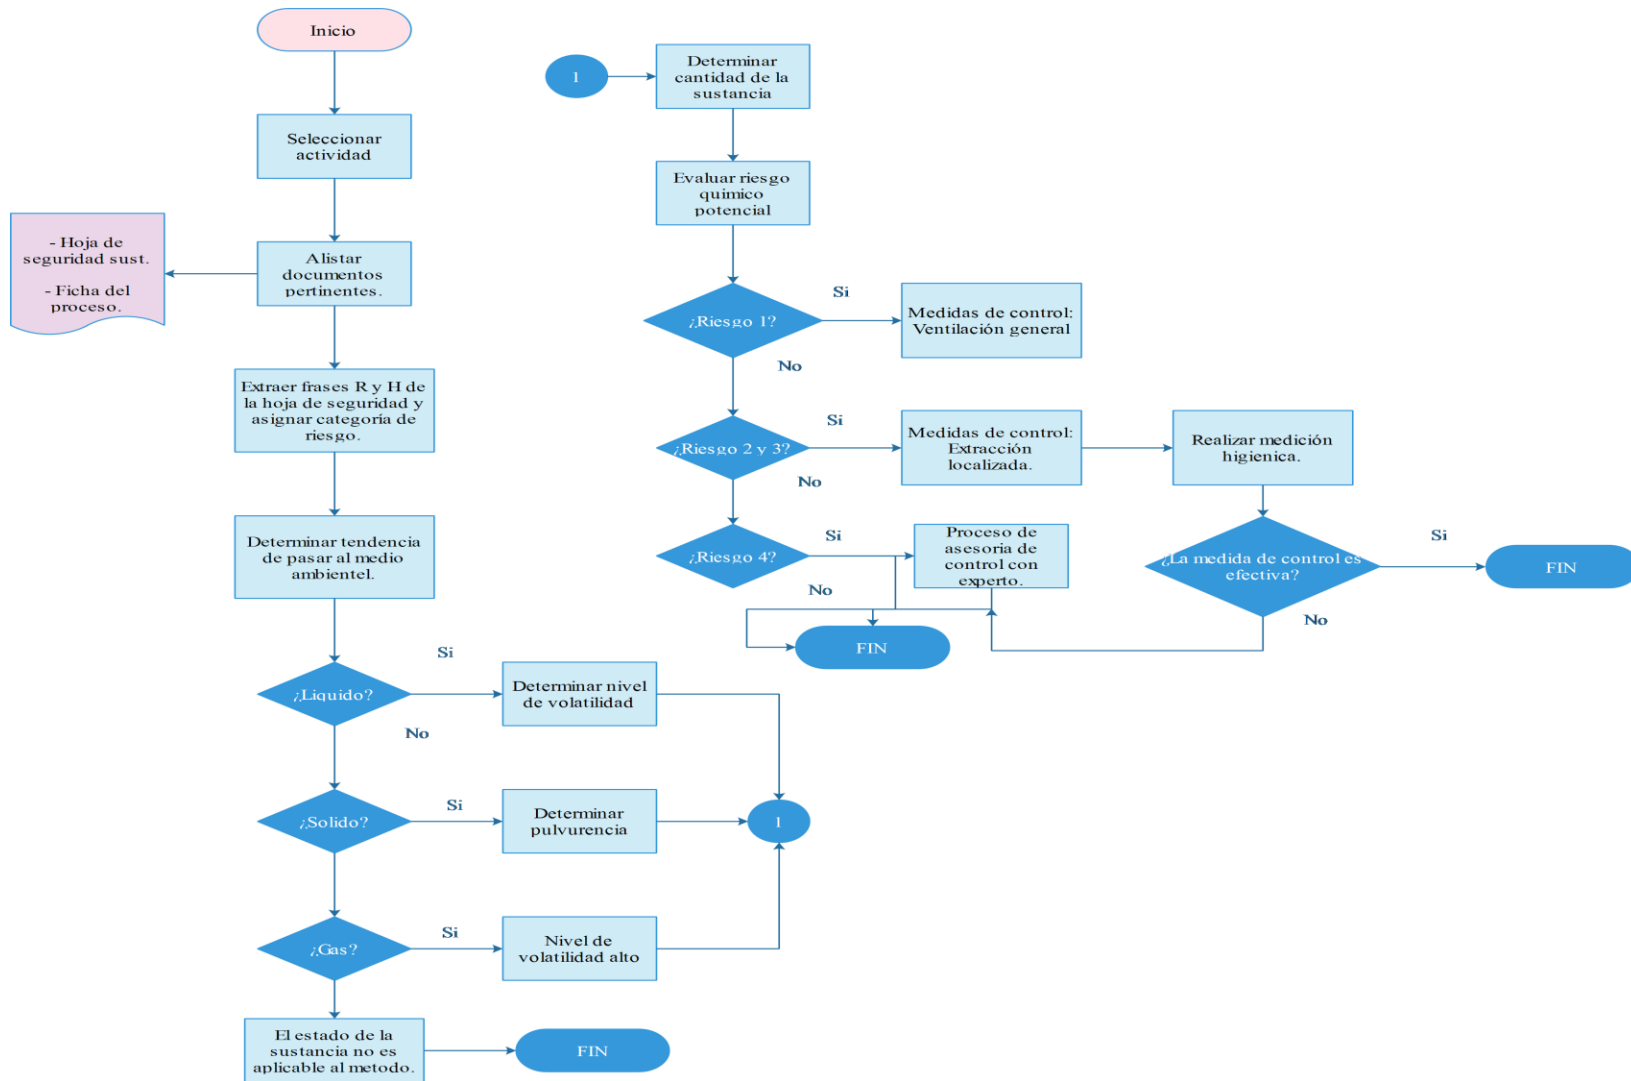 Inicio
Seleccionar
actividad
- Hoja de
seguridad sust.
- Ficha del
proceso.
Alistar
documentos
pertinentes.
Extraer frases R y H de
la hoja de seguridad y
asignar categoría de
riesgo.
Determinar tendencia
de pasar al medio
ambientel.
¿Liquido?
Si
Determinar nivel
de volatilidad
No
¿Solido?
Si
Determinar
pulvurencia
1
¿Gas?
Si
Nivel de
volatilidad alto
El estado de la
sustancia no es
aplicable al metodo.
FIN
1
Determinar
cantidad de la
sustancia
Evaluar riesgo
quimico
potencial
¿Riesgo 1?
Si
Medidas de control:
Ventilación general
No
¿Riesgo 2 y 3?
Si
Medidas de control:
Extracción
localizada.
Realizar medición
higienica.
No
¿Riesgo 4?
Si
Proceso de
asesoria de
control con
experto.
No
FIN
¿La medida de control es
efectiva?
Si
FIN
No